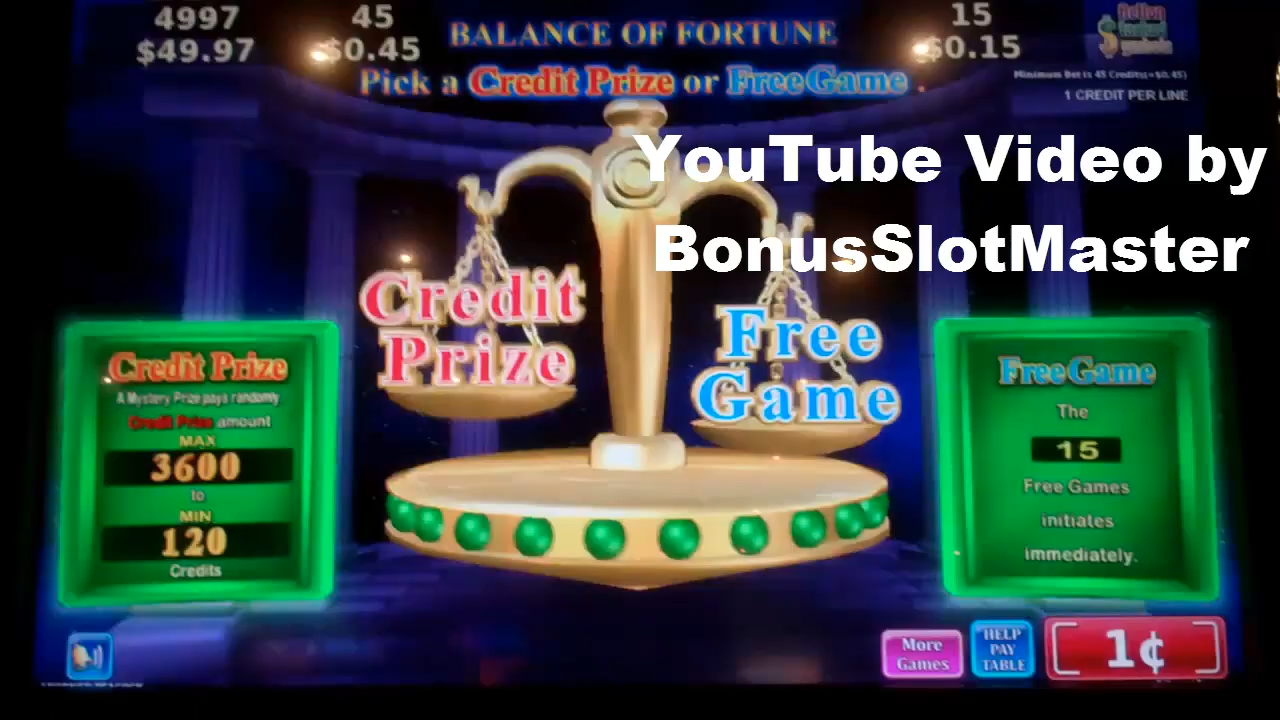 4997
$49.97
45
$0.45
BALANCE OF FORTUNE
Pick a Credit Prize or Free Game .
15
$0.15
Minimum Bet is 45 Credits(=$0.45)
1 CREDIT PER LINE
YouTube Video by
BonusSlotMaster
Credit
Prize
Free
Game
Credit Prize
A Mystery Prize pays randomly
Credit Prize amount
MAX
3600
to
MIN
120
Credits
Free Game
The
15
Free Games
initiates
immediately.
More
Games
HELP
PAY
TABLE
1¢